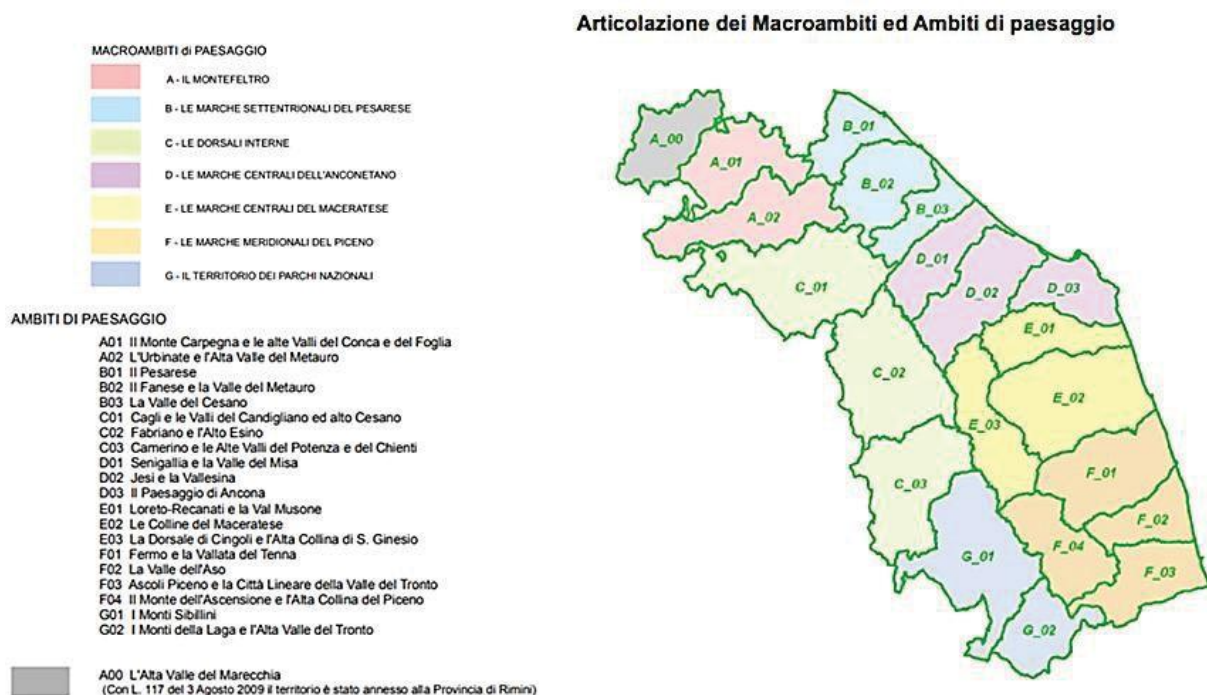 Articolazione dei Macroambiti ed Ambiti di paesaggio
MACROAMBITI di PAESAGGIO
A - IL MONTEFELTRO
B - LE MARCHE SETTENTRIONALI DEL PESARESE
C - LE DORSALI INTERNE
D - LE MARCHE CENTRALI DELL'ANCONETANO
E - LE MARCHE CENTRALI DEL MACERATESE
F - LE MARCHE MERIDIONALI DEL PICENO
G - IL TERRITORIO DEI PARCHI NAZIONALI
AMBITI DI PAESAGGIO
A01 Il Monte Carpegna e le alte Valli del Conca e del Foglia
A02 L'Urbinate e l'Alta Valle del Metauro
B01 Il Pesarese
B02 Il Fanese e la Valle del Metauro
B03 La Valle del Cesano
C01 Cagli e le Valli del Candigliano ed alto Cesano
C02 Fabriano e l'Alto Esino
C03 Camerino e le Alte Valli del Potenza e del Chienti
D01 Senigallia e la Valle del Misa
D02 Jesi e la Vallesina
D03 Il Paesaggio di Ancona
E01 Loreto-Recanati e la Val Musone
E02 Le Colline del Maceratese
E03 La Dorsale di Cingoli e l'Alta Collina di S. Ginesio
F01 Fermo e la Vallata del Tenna
F02 La Valle dell'Aso
F03 Ascoli Piceno e la Città Lineare della Valle del Tronto
F04 Il Monte dell'Ascensione e l'Alta Collina del Piceno
G01 I Monti Sibillini
G02 I Monti della Laga e l'Alta Valle del Tronto
A00 L'Alta Valle del Marecchia
(Con L. 117 del 3 Agosto 2009 il territorio è stato annesso alla Provincia di Rimini)
A_00
A_01
A_02
B_01
B_02
B_03
C_01
D_01
D_02
D_03
E_01
C_02
E_02
E_03
F_01
C_03
F_02
F_04
G_01
F_03
G_02